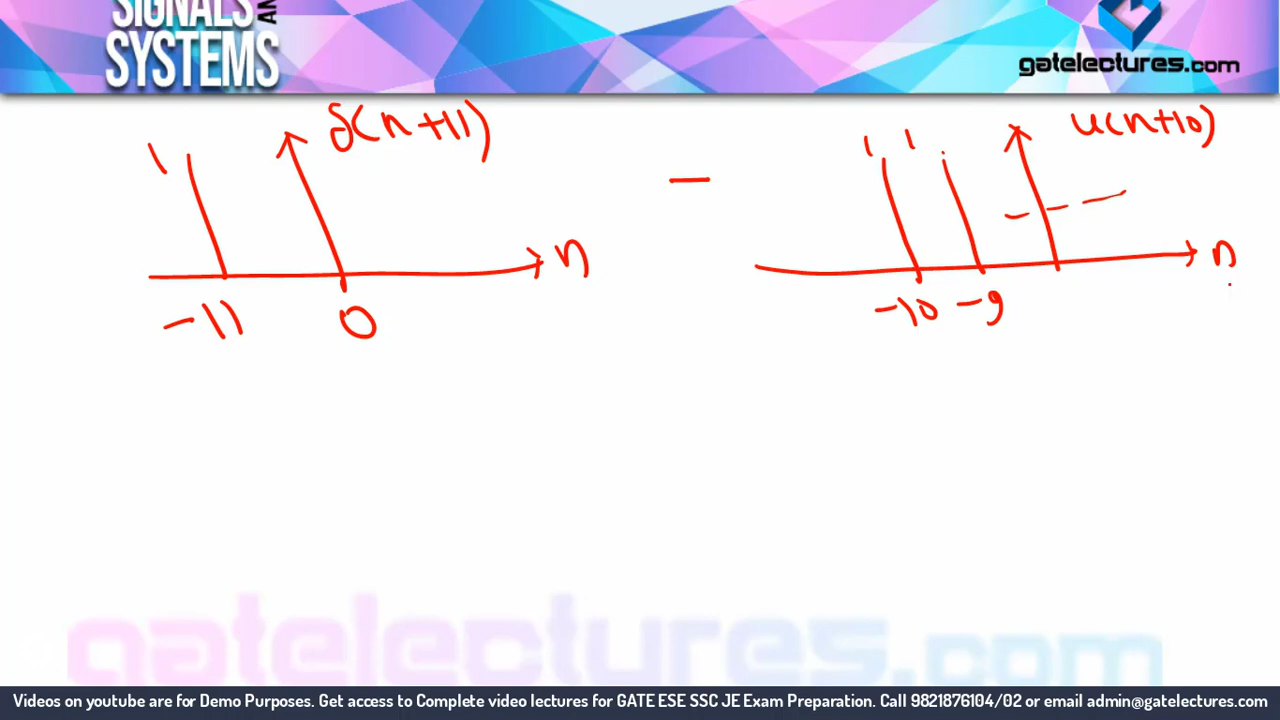 SIGNALS AND
SYSTEMS
gatelectures.com
δ(n+11)
u(n+10)
1
1 1
n
n
-11
0
-10 -9
gatelectures.com
Videos on youtube are for Demo Purposes. Get access to Complete video lectures for GATE ESE SSC JE Exam Preparation. Call 9821876104/02 or email admin@gatelectures.com